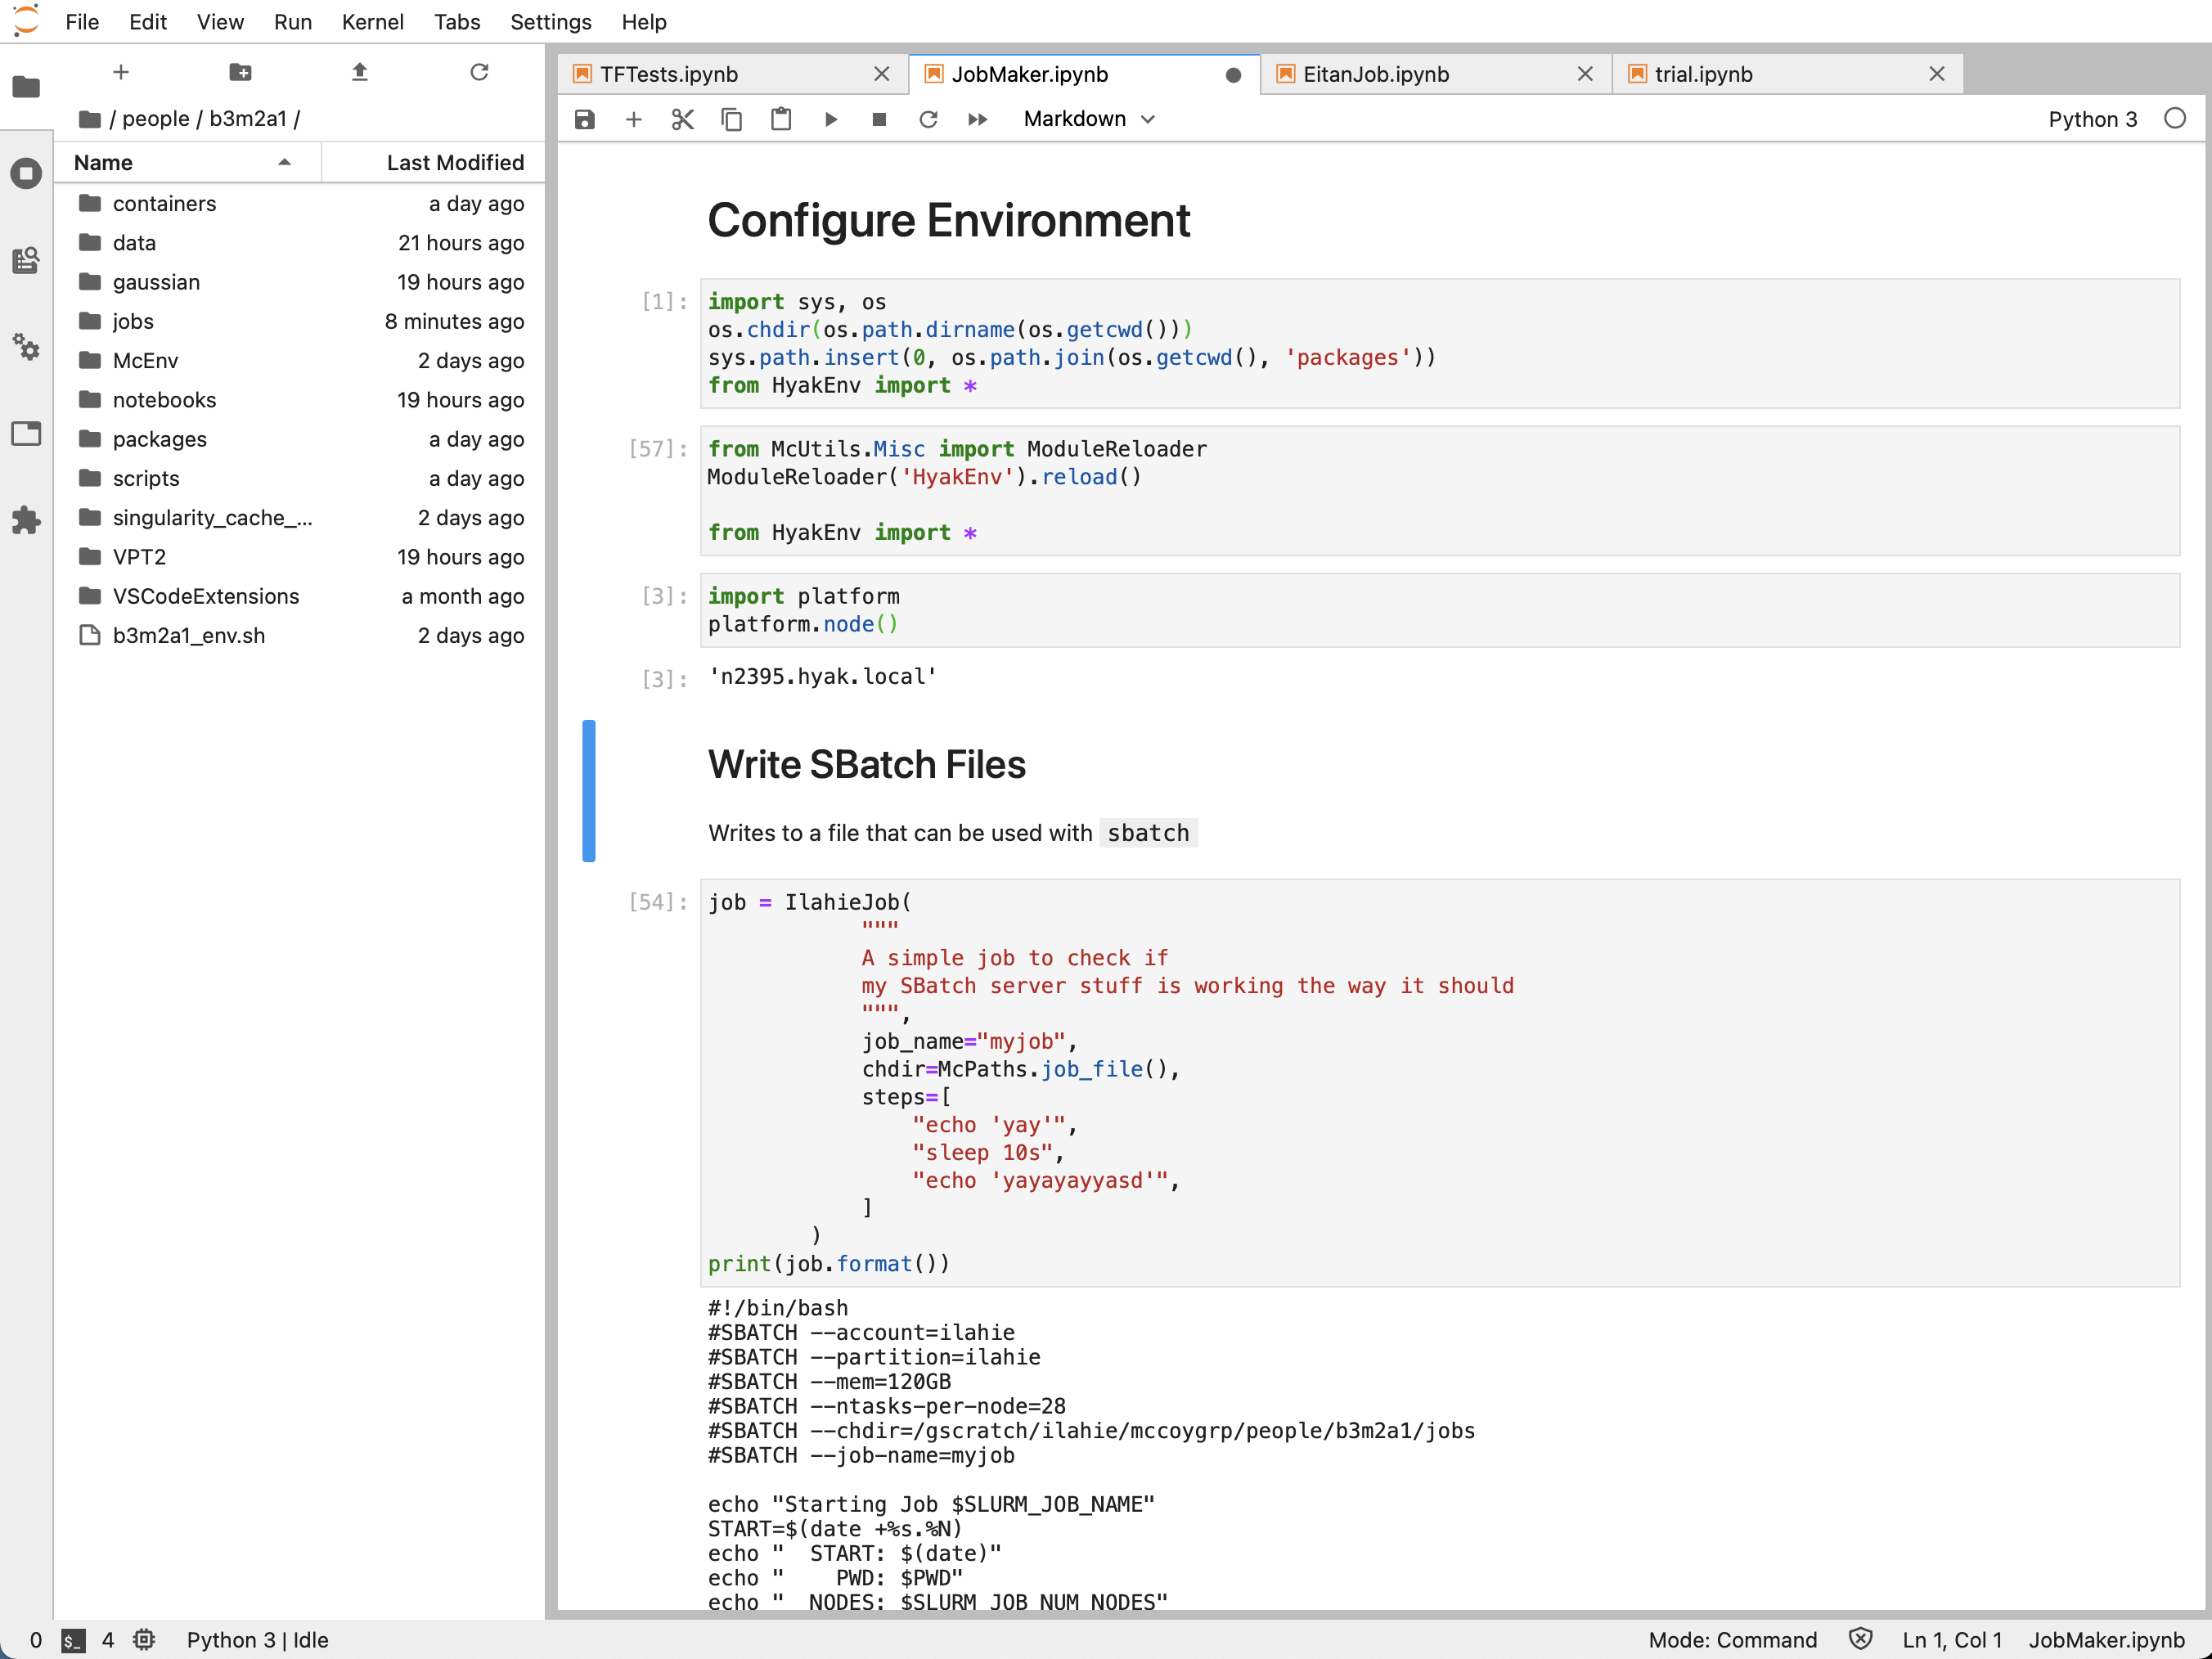 File Edit View Run Kernel Tabs Settings Help
/ people / b3m2a1 /
Name Last Modified
containers a day ago
data 21 hours ago
gaussian 19 hours ago
jobs 8 minutes ago
McEnv 2 days ago
notebooks 19 hours ago
packages a day ago
scripts a day ago
singularity_cache_... 2 days ago
VPT2 19 hours ago
VSCodeExtensions a month ago
b3m2a1_env.sh 2 days ago
TFTests.ipynb JobMaker.ipynb EitanJob.ipynb trial.ipynb
Markdown Python 3
Configure Environment
[1]: import sys, os
os.chdir(os.path.dirname(os.getcwd()))
sys.path.insert(0, os.path.join(os.getcwd(), 'packages'))
from HyakEnv import *
[57]: from McUtils.Misc import ModuleReloader
ModuleReloader('HyakEnv').reload()
from HyakEnv import *
[3]: import platform
platform.node()
[3]: 'n2395.hyak.local'
Write SBatch Files
Writes to a file that can be used with sbatch
[54]: job = IlahieJob(
"""
A simple job to check if
my SBatch server stuff is working the way it should
""",
job_name="myjob",
chdir=McPaths.job_file(),
steps=[
"echo 'yay'",
"sleep 10s",
"echo 'yayayayyasd'",
]
)
print(job.format())
#!/bin/bash
#SBATCH --account=ilahie
#SBATCH --partition=ilahie
#SBATCH --mem=120GB
#SBATCH --ntasks-per-node=28
#SBATCH --chdir=/gscratch/ilahie/mccoygrp/people/b3m2a1/jobs
#SBATCH --job-name=myjob
echo "Starting Job $SLURM_JOB_NAME"
START=$(date +%s.%N)
echo "  START: $(date)"
echo "    PWD: $PWD"
echo "  NODES: $SLURM_JOB_NUM_NODES"
0 $_ 4 Python 3 | Idle Mode: Command Ln 1, Col 1 JobMaker.ipynb